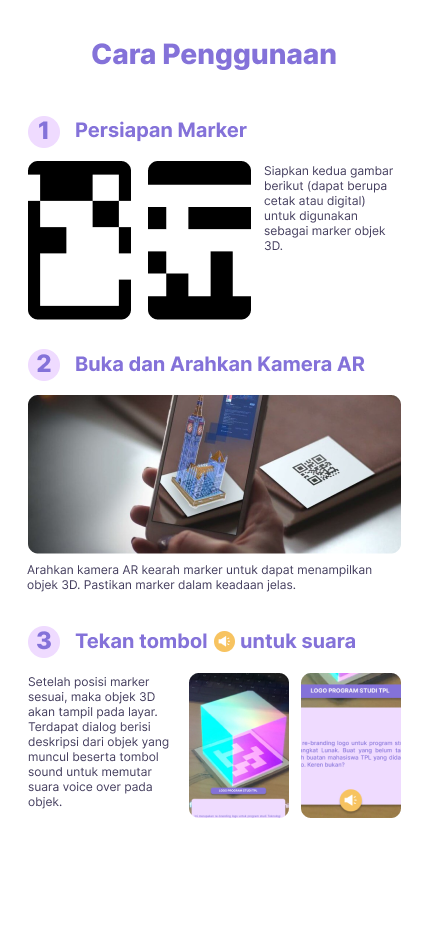 Cara Penggunaan
1 Persiapan Marker
Siapkan kedua gambar
berikut (dapat berupa
cetak atau digital)
untuk digunakan
sebagai marker objek
3D.
2 Buka dan Arahkan Kamera AR
Arahkan kamera AR kearah marker untuk dapat menampilkan
objek 3D. Pastikan marker dalam keadaan jelas.
3 Tekan tombol untuk suara
Setelah posisi marker
sesuai, maka objek 3D
akan tampil pada layar.
Terdapat dialog berisi
deskripsi dari objek yang
muncul beserta tombol
sound untuk memutar
suara voice over pada
objek.
LOGO PROGRAM STUDI TPL
LOGO PROGRAM STUDI TPL
re-branding logo untuk program st
ngkat Lunak. Buat yang belum ta
h buatan mahasiswa TPL yang dida
o. Keren bukan?